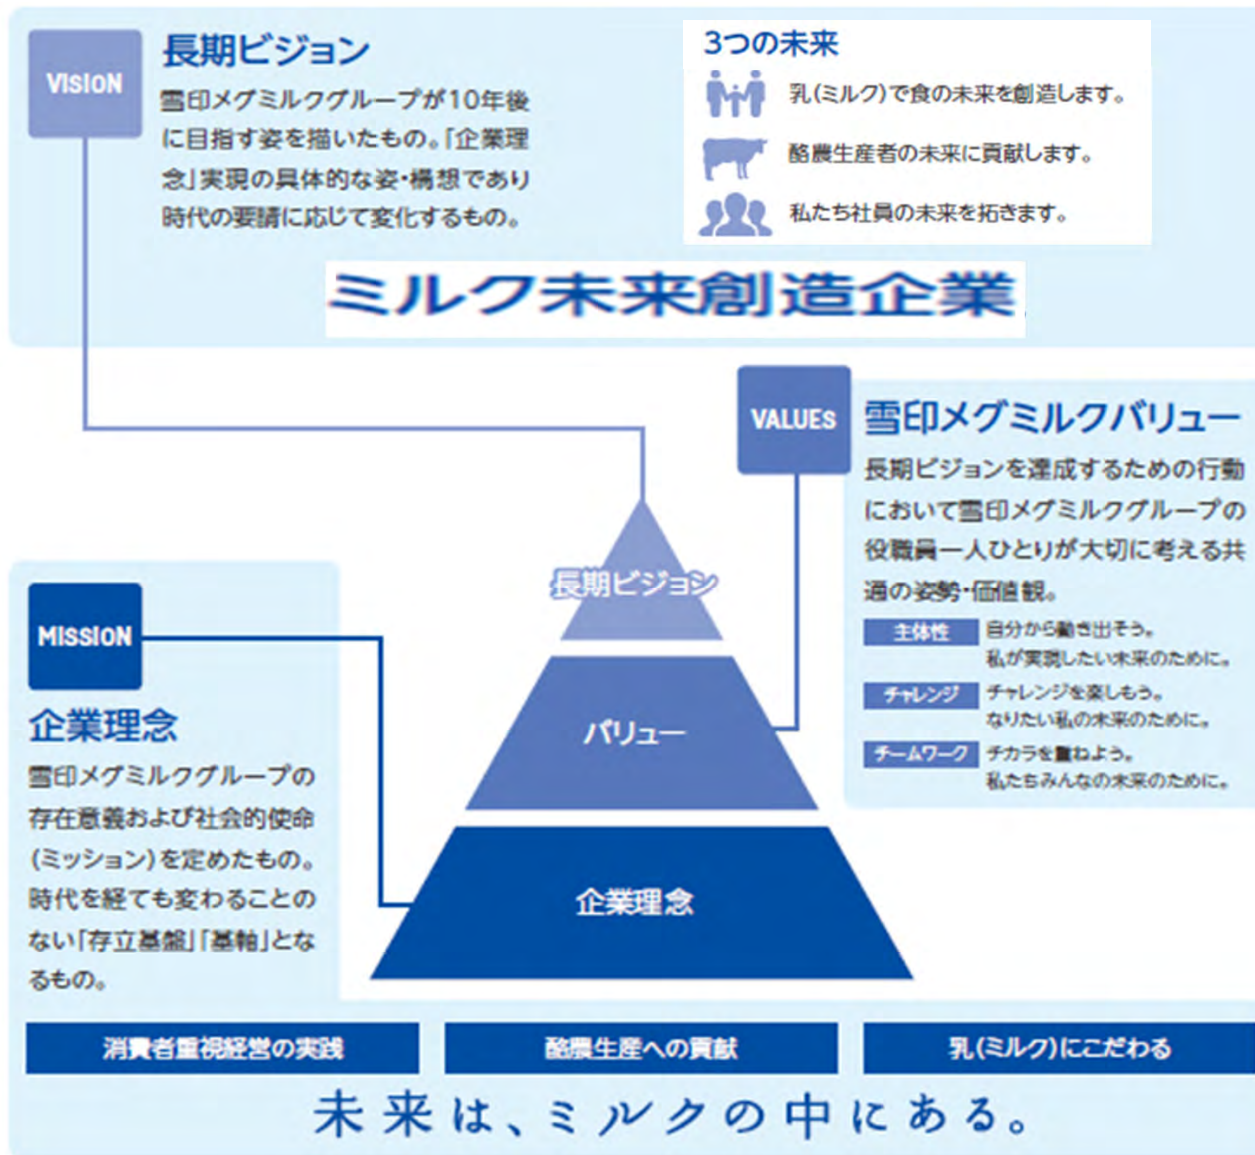 VISION
長期ビジョン
雪印メグミルクグループが10年後
に目指す姿を描いたもの。「企業理
念」実現の具体的な姿・構想であり
時代の要請に応じて変化するもの。
3つの未来
乳(ミルク)で食の未来を創造します。
酪農生産者の未来に貢献します。
私たち社員の未来を拓きます。
ミルク未来創造企業
VALUES
雪印メグミルクバリュー
長期ビジョンを達成するための行動
において雪印メグミルクグループの
役職員一人ひとりが大切に考える共
通の姿勢・価値観。
主体性 自分から動き出そう。
私が実現したい未来のために。
チャレンジ チャレンジを楽しもう。
なりたい私の未来のために。
チームワーク チカラを重ねよう。
私たちみんなの未来のために。
長期ビジョン
バリュー
企業理念
MISSION
企業理念
雪印メグミルクグループの
存在意義および社会的使命
(ミッション)を定めたもの。
時代を経ても変わることの
ない「存立基盤」「基軸」とな
るもの。
消費者重視経営の実践
酪農生産への貢献
乳(ミルク)にこだわる
未来は、ミルクの中にある。